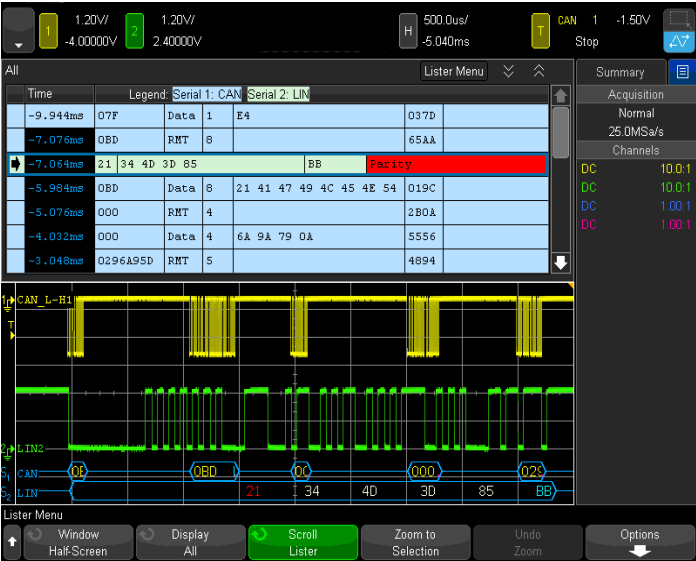 1 1.20V/ 2 1.20V/ H 500.0us/ T CAN 1 -1.50V
-4.00000V 2.40000V -5.040ms Stop
All Lister Menu Summary
Time Legend: Serial 1: CAN Serial 2: LIN
-9.944ms 07F Data 1 E4 037D
-7.076ms 0BD RMT 8 65AA
-7.064ms 21 34 4D 3D 85 BB Parity
-5.984ms 0BD Data 8 21 41 47 49 4C 45 4E 54 019C
-5.076ms 000 RMT 4 2B0A
-4.032ms 000 Data 4 6A 9A 79 0A 5556
-3.048ms 0296A95D RMT 5 4894
Acquisition
Normal
25.0MSa/s
Channels
DC 10.0:1
DC 10.0:1
DC 1.00:1
DC 1.00:1
1 CAN_L-H1
T
2 LIN2
S1 CAN 0BD 000 029
S2 LIN 21 34 4D 3D 85 BB
Lister Menu
Window
Half-Screen
Display
All
Scroll
Lister
Zoom to
Selection
Undo
Zoom
Options